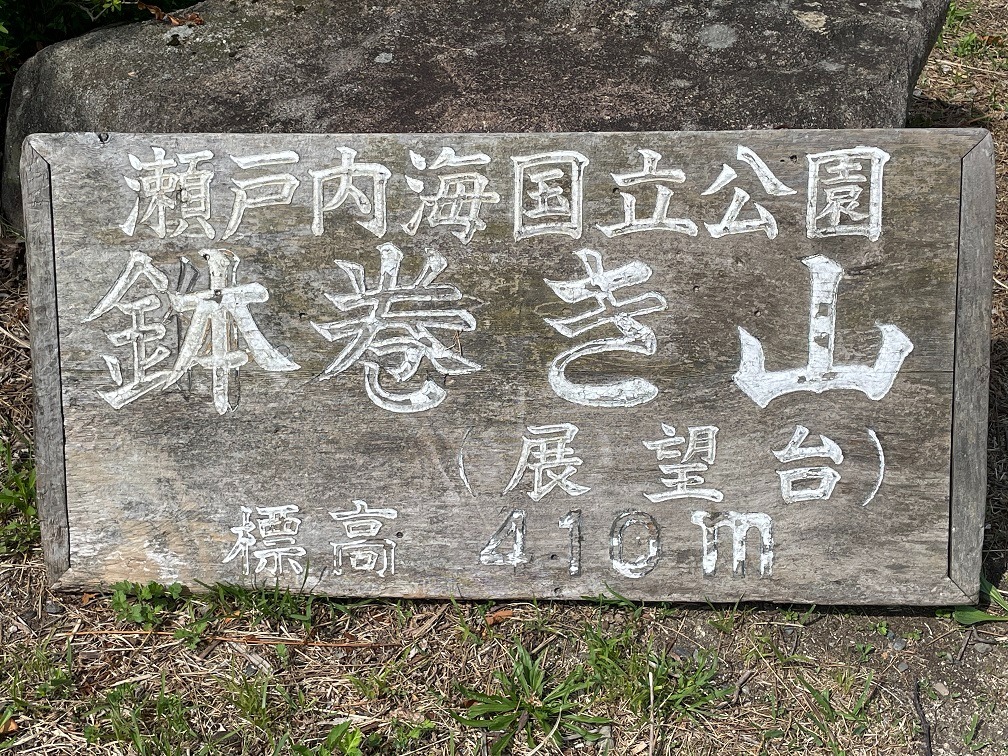 瀬戸内海国立公園
鉢巻き山
（展望台）
標高 410m